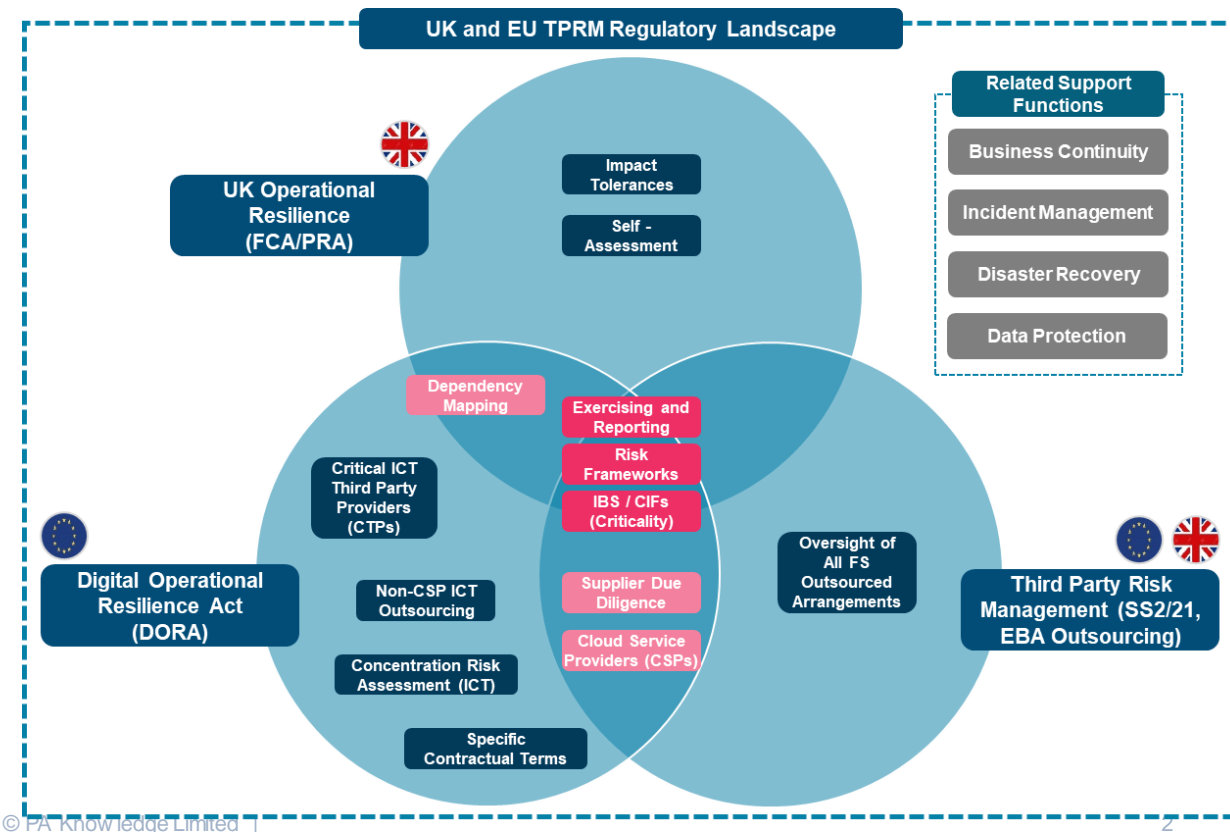 UK and EU TPRM Regulatory Landscape
Related Support
Functions
Business Continuity
Incident Management
Disaster Recovery
Data Protection
UK Operational
Resilience
(FCA/PRA)
Impact
Tolerances
Self -
Assessment
Dependency
Mapping
Exercising and
Reporting
Risk
Frameworks
IBS / CIFs
(Criticality)
Critical ICT
Third Party
Providers
(CTPs)
Digital Operational
Resilience Act
(DORA)
Non-CSP ICT
Outsourcing
Concentration Risk
Assessment (ICT)
Specific
Contractual Terms
Supplier Due
Diligence
Cloud Service
Providers (CSPs)
Oversight of
All FS
Outsourced
Arrangements
Third Party Risk
Management (SS2/21,
EBA Outsourcing)
© PA Knowledge Limited |
2